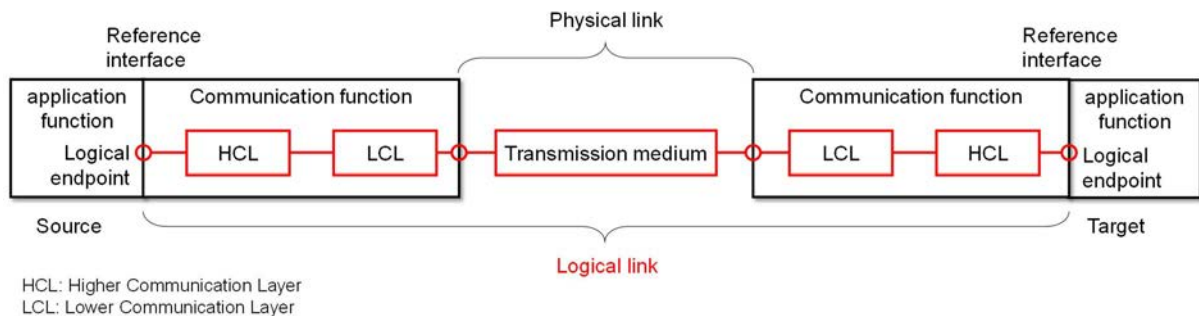 Physical link
Reference
interface
Reference
interface
application
function
Logical
endpoint
Communication function
HCL
LCL
Transmission medium
Communication function
LCL
HCL
application
function
Logical
endpoint
Source
Target
Logical link
HCL: Higher Communication Layer
LCL: Lower Communication Layer